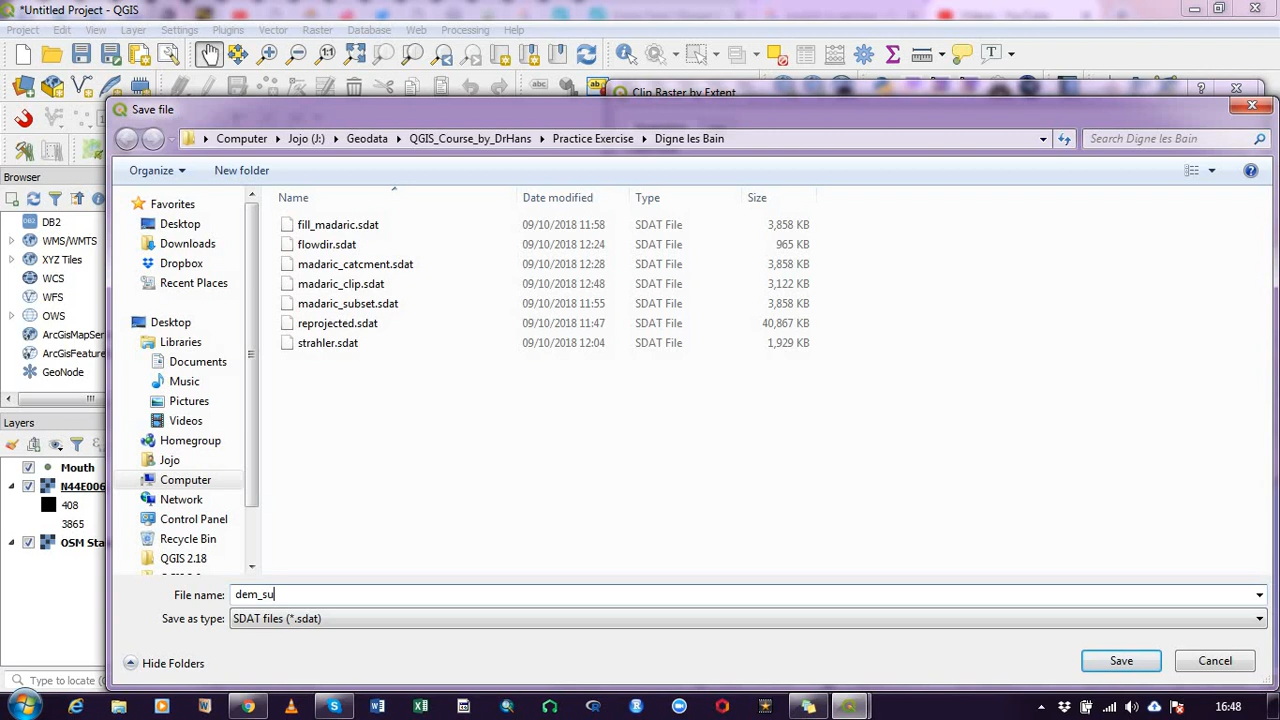 *Untitled Project - QGIS
Project Edit View Layer Settings Plugins Vector Raster Database Web Processing Help
Clip Raster by Extent
Save file
Computer Jojo (J:) Geodata QGIS_Course_by_DrHans Practice Exercise Digne les Bain
Search Digne les Bain
Organize New folder
Browser
DB2
WMS/WMTS
XYZ Tiles
WCS
WFS
OWS
ArcGisMapSer
ArcGisFeature
GeoNode
Layers
Mouth
N44E006
408
3865
OSM Sta
Type to locate (
Favorites
Desktop
Downloads
Dropbox
Recent Places
Desktop
Libraries
Documents
Music
Pictures
Videos
Homegroup
Jojo
Computer
Network
Control Panel
Recycle Bin
QGIS 2.18
Name Date modified Type Size
fill_madaric.sdat 09/10/2018 11:58 SDAT File 3,858 KB
flowdir.sdat 09/10/2018 12:24 SDAT File 965 KB
madaric_catcment.sdat 09/10/2018 12:28 SDAT File 3,858 KB
madaric_clip.sdat 09/10/2018 12:48 SDAT File 3,122 KB
madaric_subset.sdat 09/10/2018 11:55 SDAT File 3,858 KB
reprojected.sdat 09/10/2018 11:47 SDAT File 40,867 KB
strahler.sdat 09/10/2018 12:04 SDAT File 1,929 KB
File name: dem_su
Save as type: SDAT files (*.sdat)
Hide Folders
Save Cancel
16:48